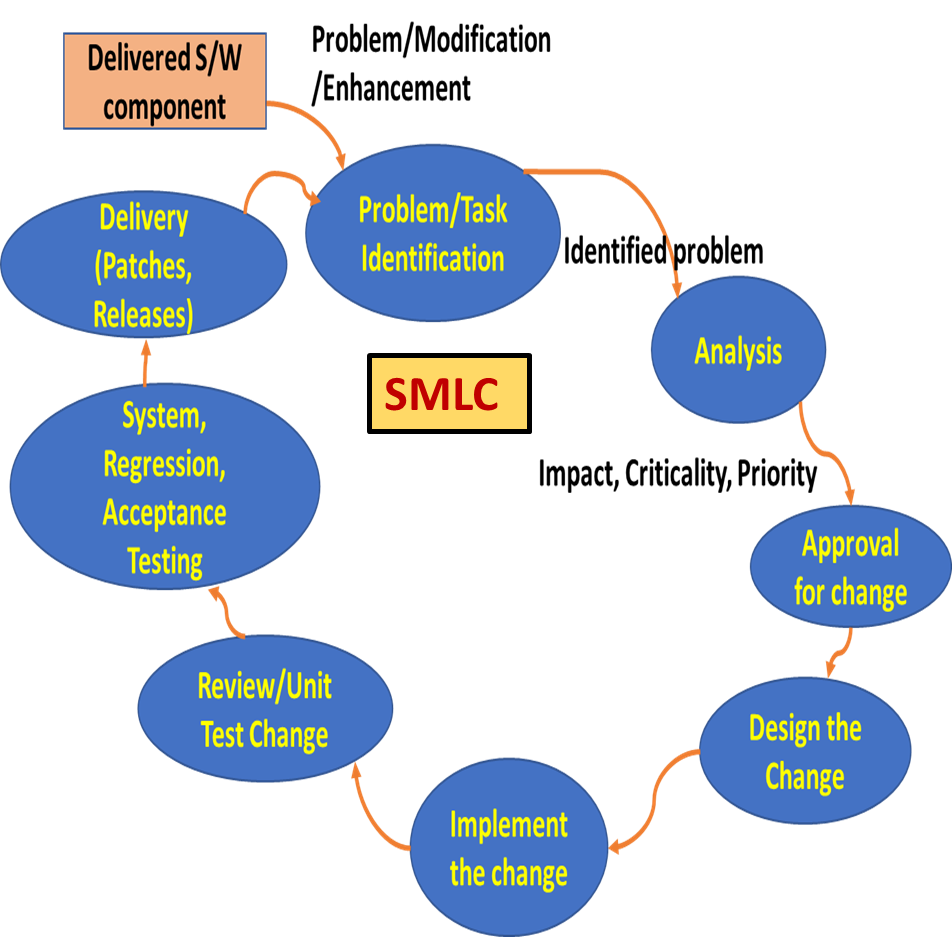 Delivered S/W
component
Problem/Modification
/Enhancement
Problem/Task
Identification
Identified problem
Analysis
Impact, Criticality, Priority
Approval
for change
Design the
Change
Implement
the change
Review/Unit
Test Change
System,
Regression,
Acceptance
Testing
Delivery
(Patches,
Releases)
SMLC